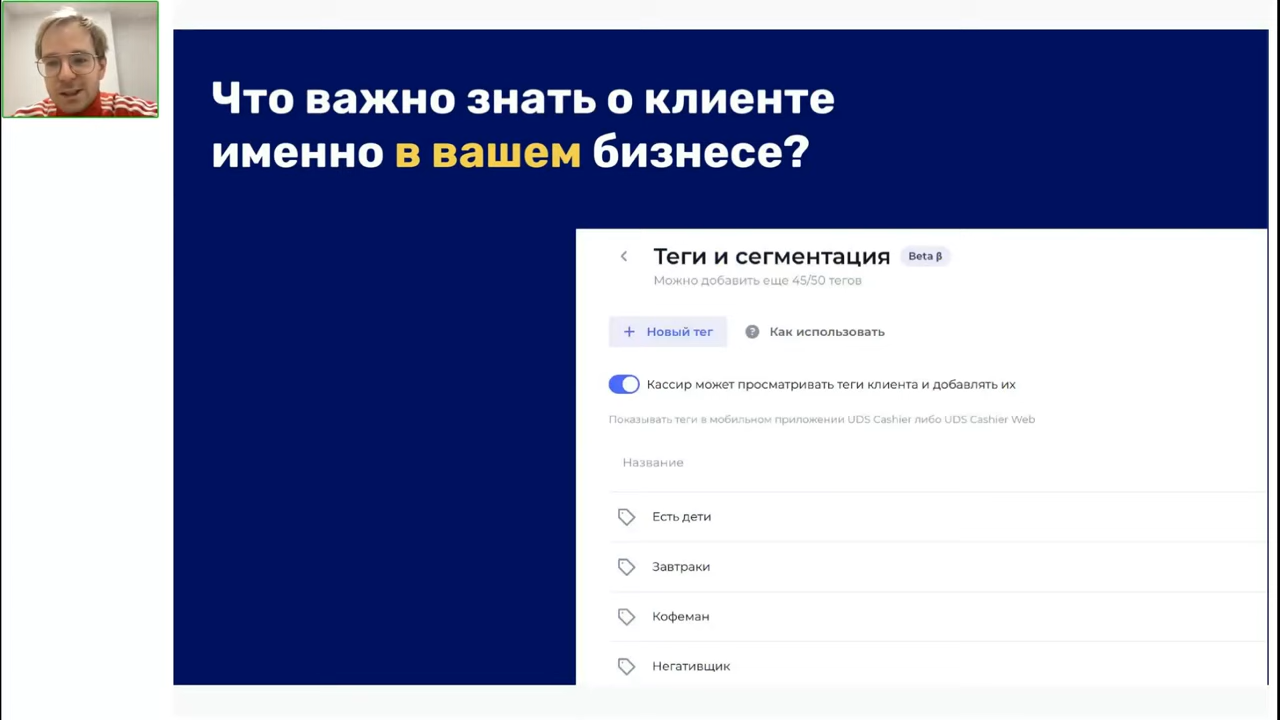 Что важно знать о клиенте
именно в вашем бизнесе?
Теги и сегментация Beta β
Можно добавить еще 45/50 тегов
+ Новый тег ? Как использовать
Кассир может просматривать теги клиента и добавлять их
Показывать теги в мобильном приложении UDS Cashier либо UDS Cashier Web
Название
Есть дети
Завтраки
Кофеман
Негативщик